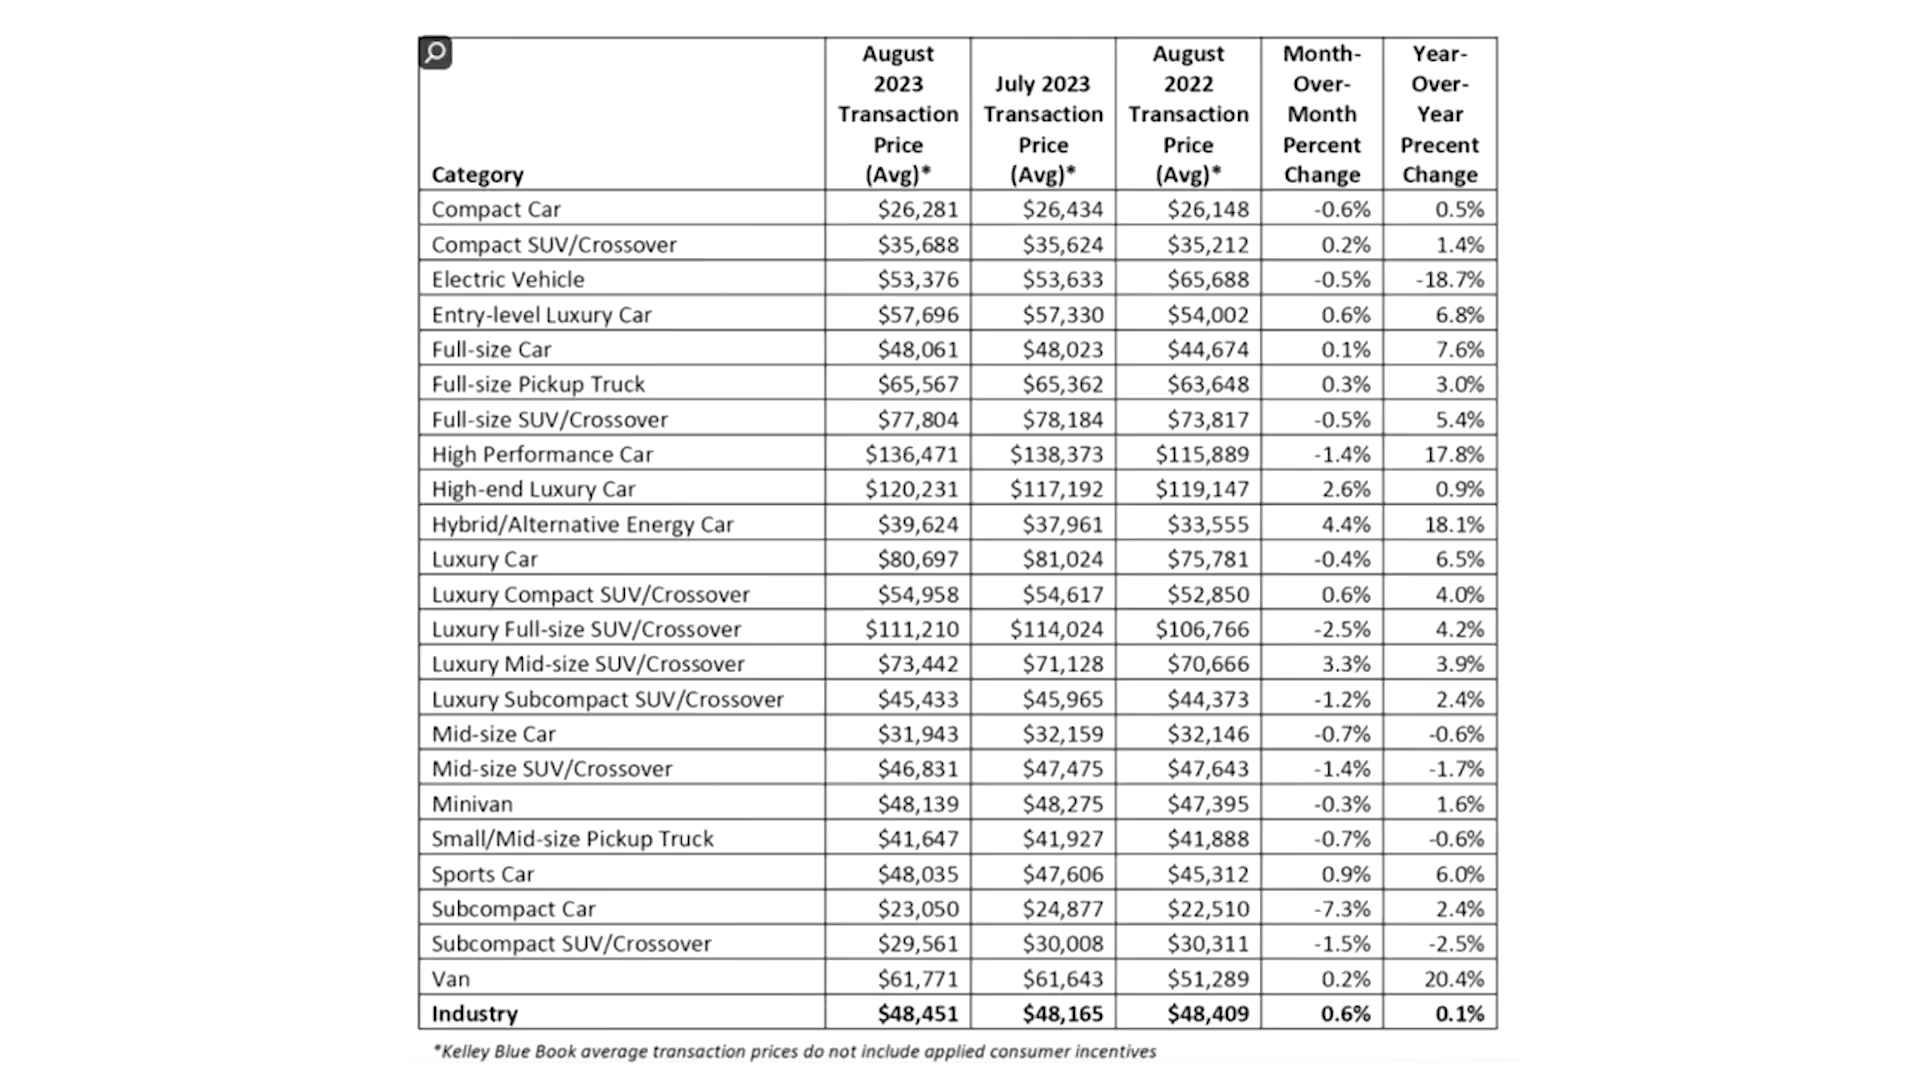 Category August 2023 Transaction Price (Avg)* July 2023 Transaction Price (Avg)* August 2022 Transaction Price (Avg)* Month-Over-Month Percent Change Year-Over-Year Precent Change
Compact Car $26,281 $26,434 $26,148 -0.6% 0.5%
Compact SUV/Crossover $35,688 $35,624 $35,212 0.2% 1.4%
Electric Vehicle $53,376 $53,633 $65,688 -0.5% -18.7%
Entry-level Luxury Car $57,696 $57,330 $54,002 0.6% 6.8%
Full-size Car $48,061 $48,023 $44,674 0.1% 7.6%
Full-size Pickup Truck $65,567 $65,362 $63,648 0.3% 3.0%
Full-size SUV/Crossover $77,804 $78,184 $73,817 -0.5% 5.4%
High Performance Car $136,471 $138,373 $115,889 -1.4% 17.8%
High-end Luxury Car $120,231 $117,192 $119,147 2.6% 0.9%
Hybrid/Alternative Energy Car $39,624 $37,961 $33,555 4.4% 18.1%
Luxury Car $80,697 $81,024 $75,781 -0.4% 6.5%
Luxury Compact SUV/Crossover $54,958 $54,617 $52,850 0.6% 4.0%
Luxury Full-size SUV/Crossover $111,210 $114,024 $106,766 -2.5% 4.2%
Luxury Mid-size SUV/Crossover $73,442 $71,128 $70,666 3.3% 3.9%
Luxury Subcompact SUV/Crossover $45,433 $45,965 $44,373 -1.2% 2.4%
Mid-size Car $31,943 $32,159 $32,146 -0.7% -0.6%
Mid-size SUV/Crossover $46,831 $47,475 $47,643 -1.4% -1.7%
Minivan $48,139 $48,275 $47,395 -0.3% 1.6%
Small/Mid-size Pickup Truck $41,647 $41,927 $41,888 -0.7% -0.6%
Sports Car $48,035 $47,606 $45,312 0.9% 6.0%
Subcompact Car $23,050 $24,877 $22,510 -7.3% 2.4%
Subcompact SUV/Crossover $29,561 $30,008 $30,311 -1.5% -2.5%
Van $61,771 $61,643 $51,289 0.2% 20.4%
Industry $48,451 $48,165 $48,409 0.6% 0.1%
*Kelley Blue Book average transaction prices do not include applied consumer incentives